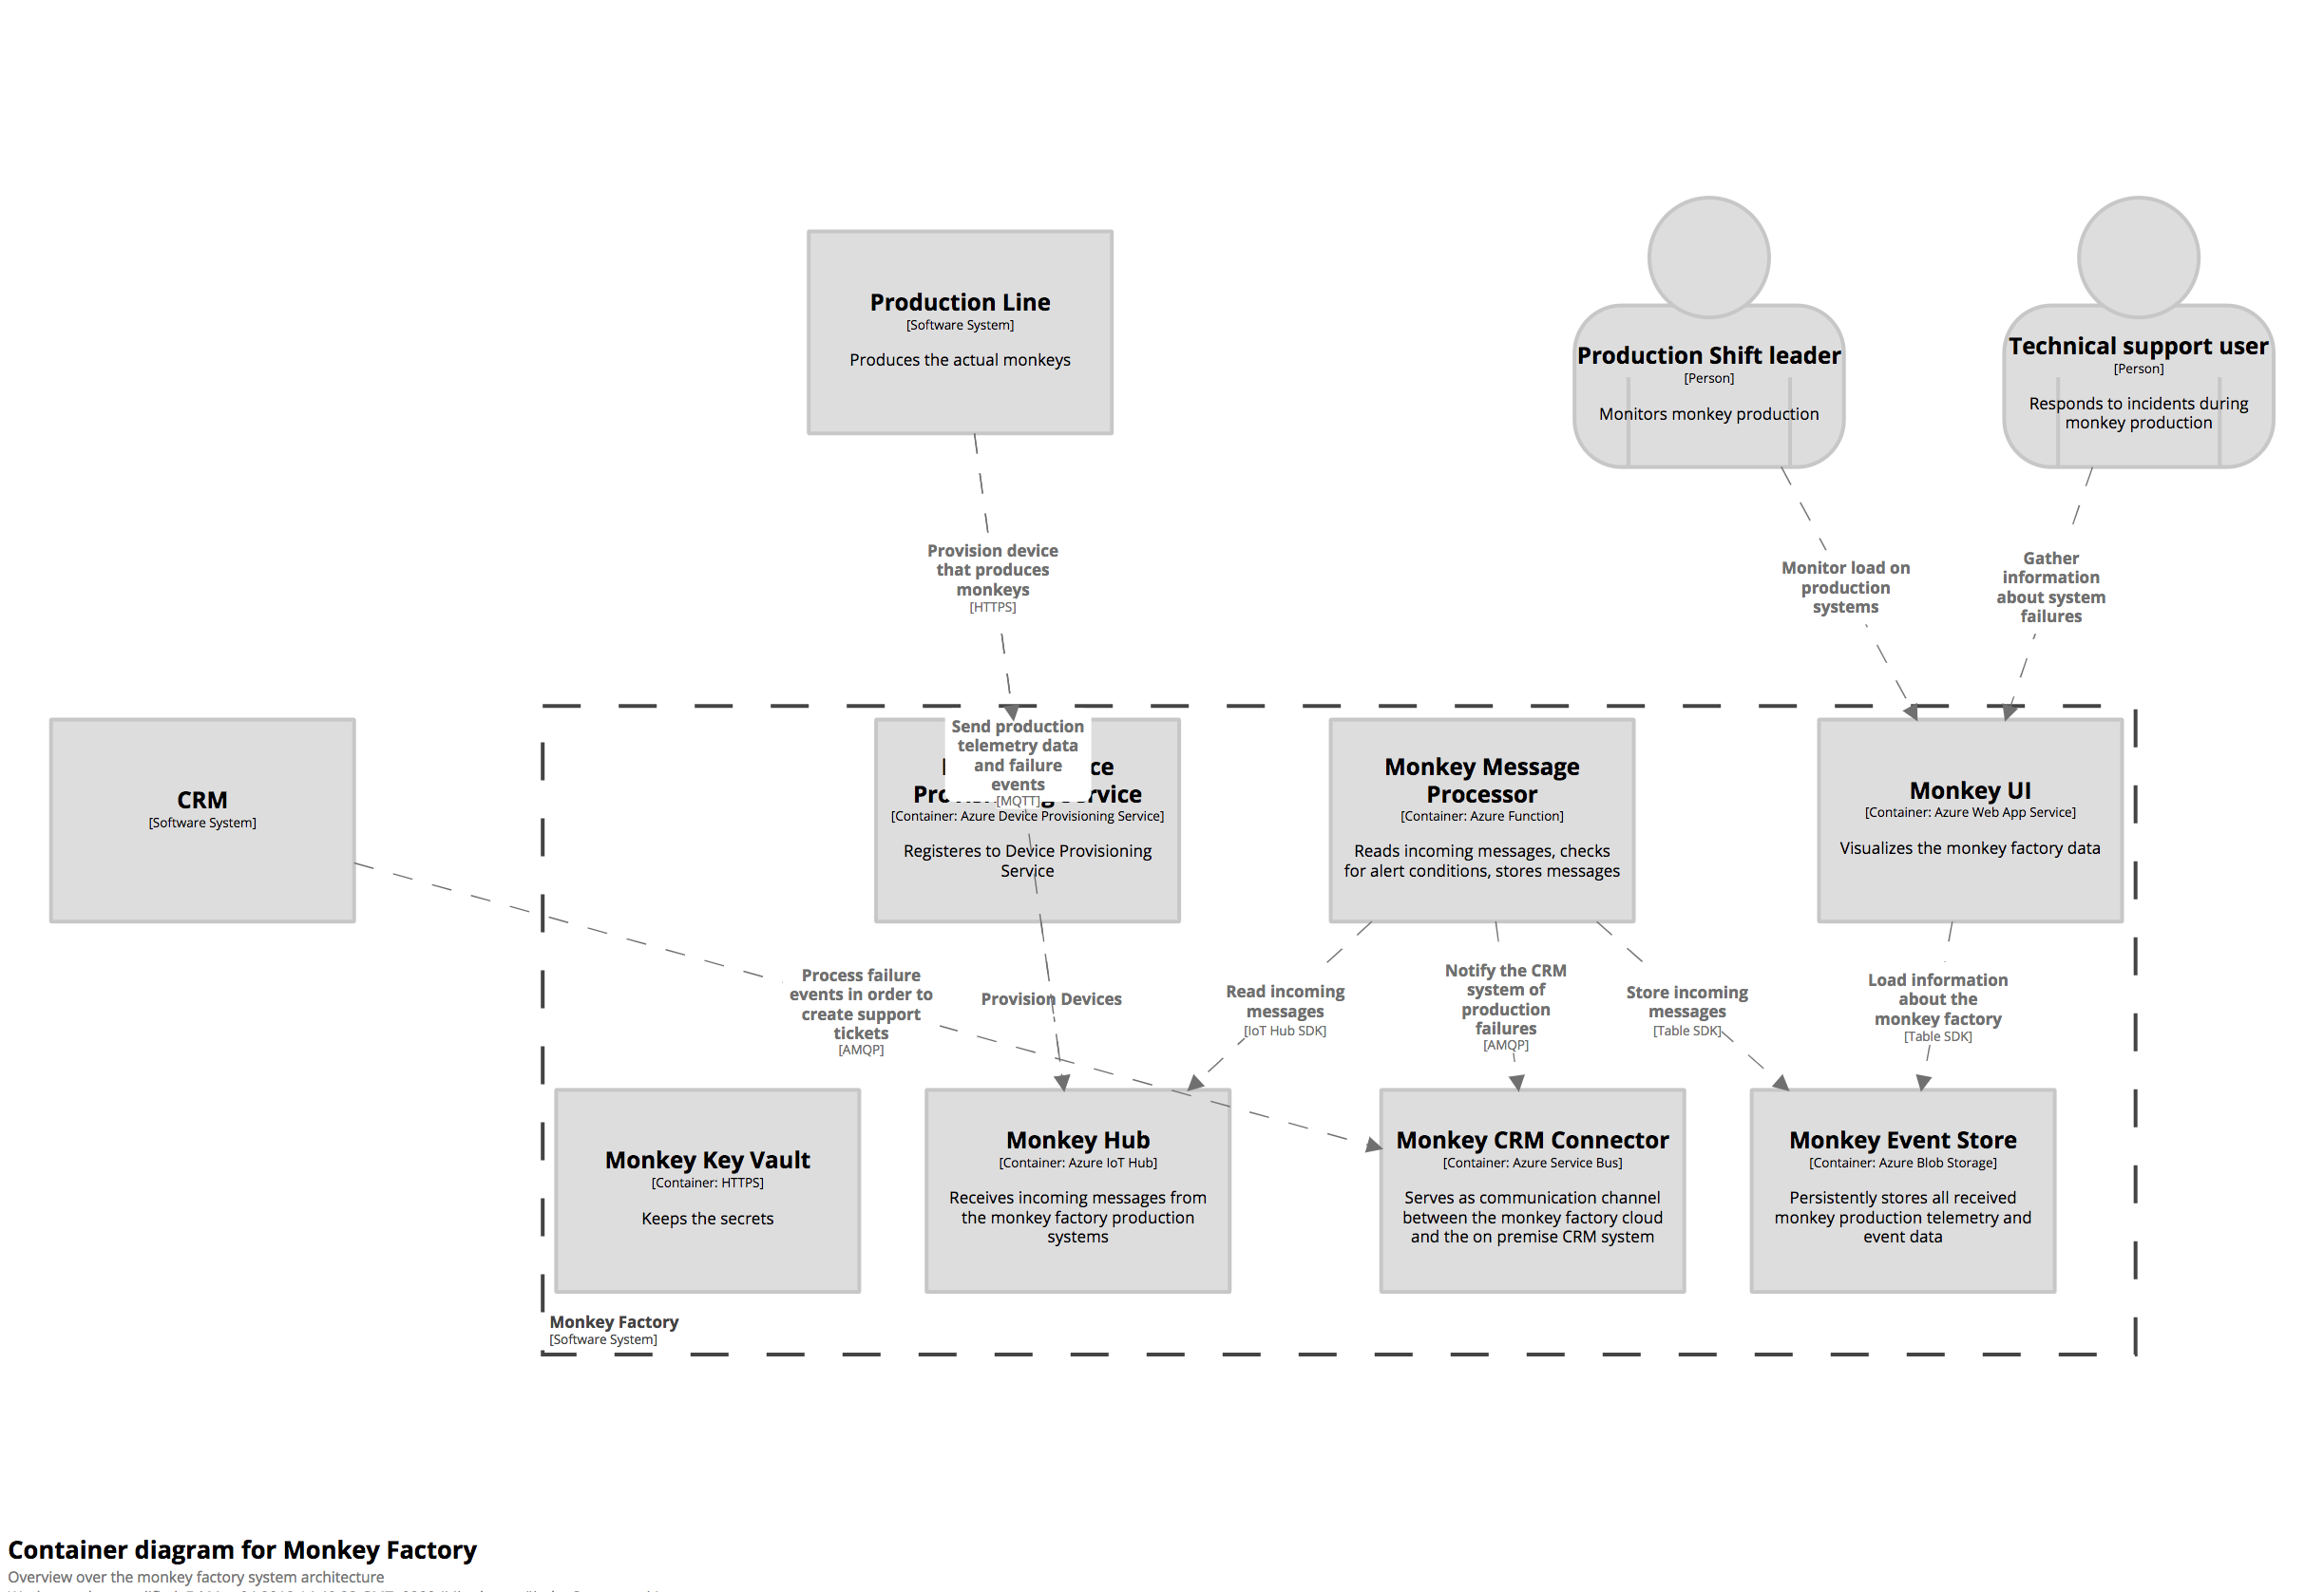 Production Line
[Software System]
Produces the actual monkeys
Production Shift leader
[Person]
Monitors monkey production
Technical support user
[Person]
Responds to incidents during
monkey production
Provision device
that produces
monkeys
[HTTPS]
Monitor load on
production
systems
Gather
information
about system
failures
CRM
[Software System]
Send production
telemetry data
and failure
events
[MQTT]
[Container: Azure Device Provisioning Service]
Registeres to Device Provisioning
Service
Monkey Message
Processor
[Container: Azure Function]
Reads incoming messages, checks
for alert conditions, stores messages
Monkey UI
[Container: Azure Web App Service]
Visualizes the monkey factory data
Process failure
events in order to
create support
tickets
[AMQP]
Provision Devices
Read incoming
messages
[IoT Hub SDK]
Notify the CRM
system of
production
failures
[AMQP]
Store incoming
messages
[Table SDK]
Load information
about the
monkey factory
[Table SDK]
Monkey Key Vault
[Container: HTTPS]
Keeps the secrets
Monkey Hub
[Container: Azure IoT Hub]
Receives incoming messages from
the monkey factory production
systems
Monkey CRM Connector
[Container: Azure Service Bus]
Serves as communication channel
between the monkey factory cloud
and the on premise CRM system
Monkey Event Store
[Container: Azure Blob Storage]
Persistently stores all received
monkey production telemetry and
event data
Monkey Factory
[Software System]
Container diagram for Monkey Factory
Overview over the monkey factory system architecture